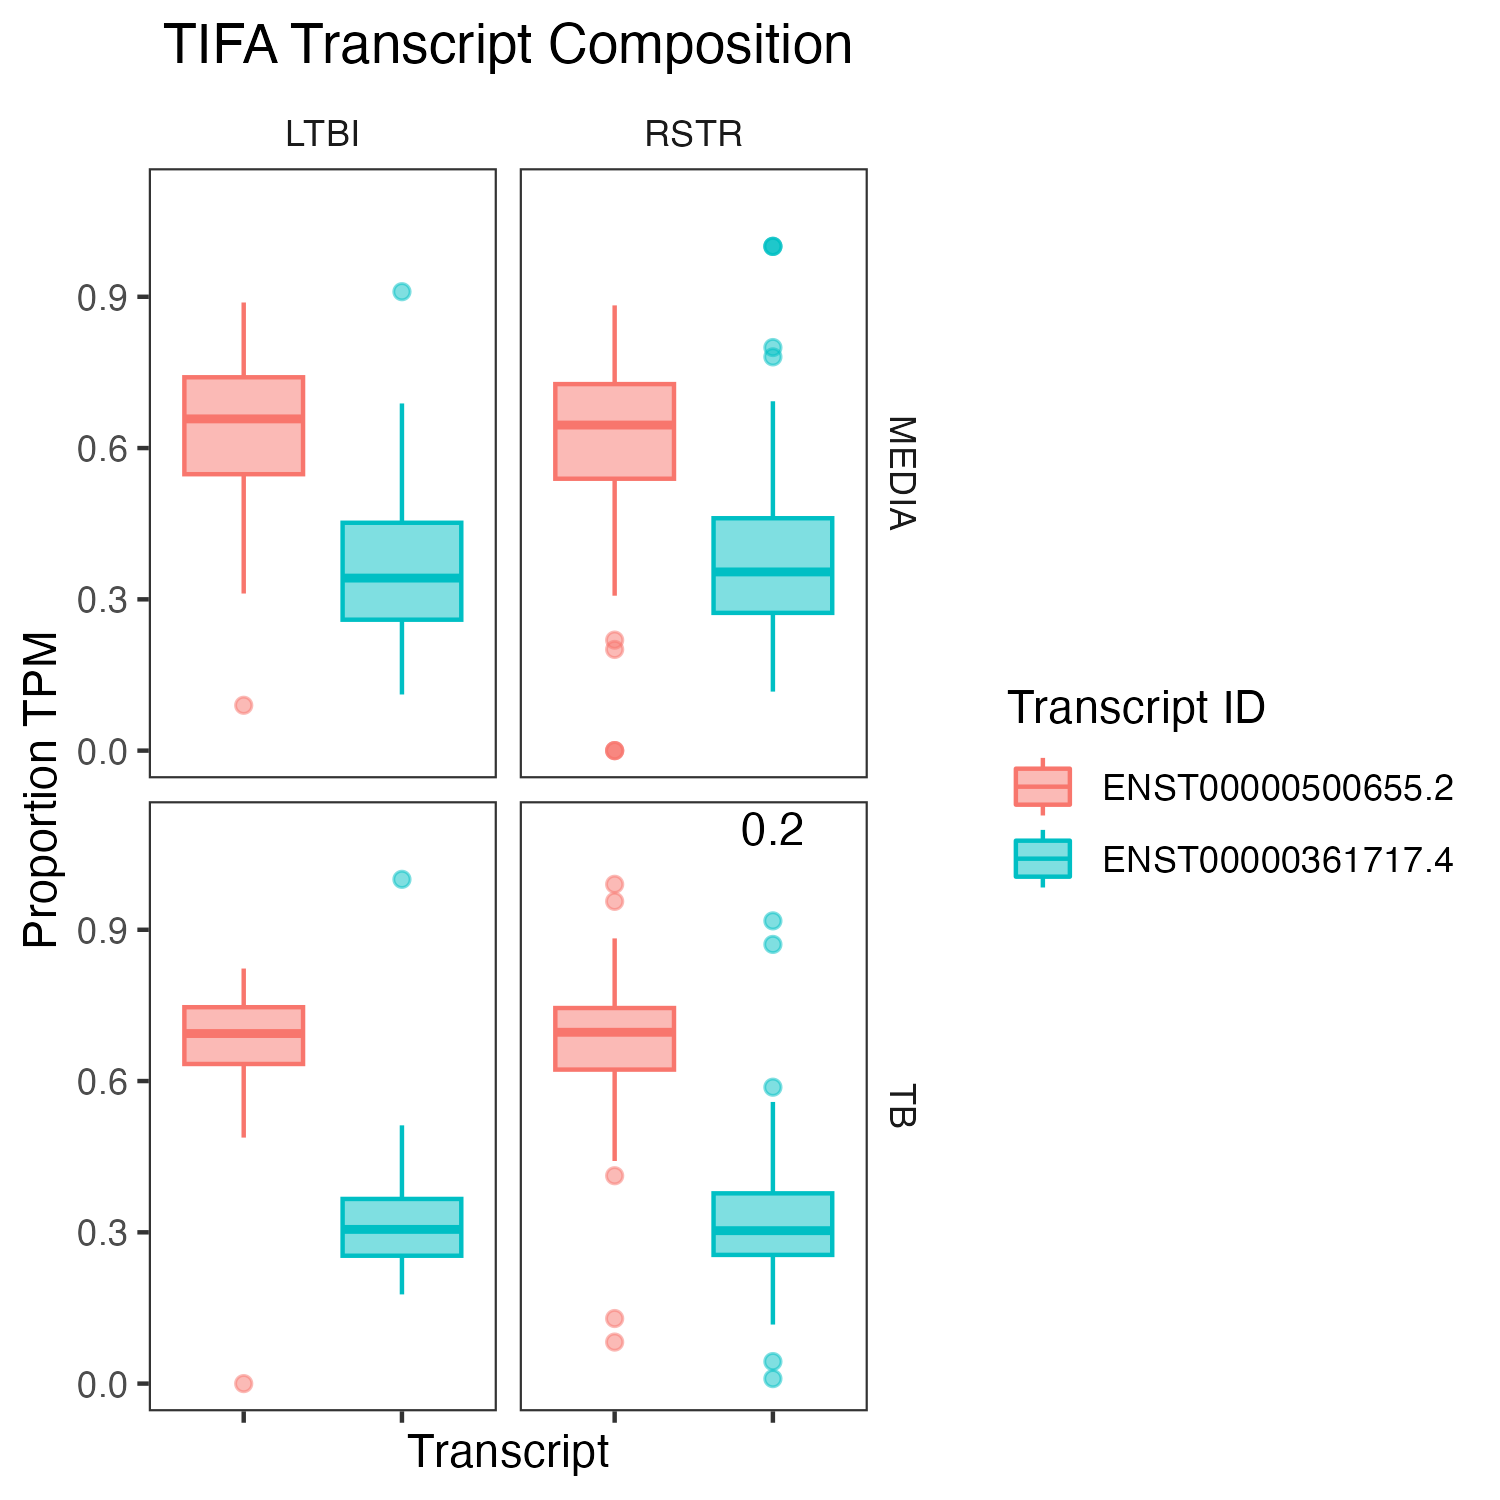 TIFA Transcript Composition
LTBI
RSTR
0.9
0.6
0.3
0.0
MEDIA
0.2
0.9
0.6
0.3
0.0
TB
Proportion TPM
Transcript
Transcript ID
ENST00000500655.2
ENST00000361717.4